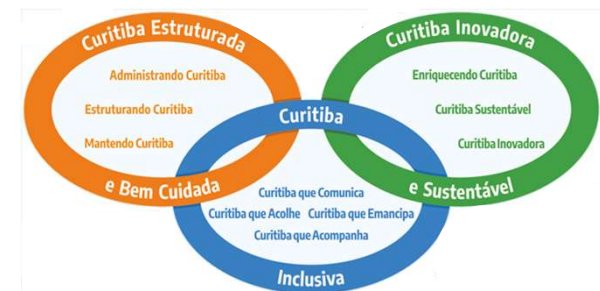 Curitiba Estruturada
Administrando Curitiba
Estruturando Curitiba
Mantendo Curitiba
e Bem Cuidada
Curitiba Inovadora
Enriquecendo Curitiba
Curitiba Sustentável
Curitiba Inovadora
e Sustentável
Curitiba
Curitiba que Comunica
Curitiba que Acolhe Curitiba que Emancipa
Curitiba que Acompanha
Inclusiva